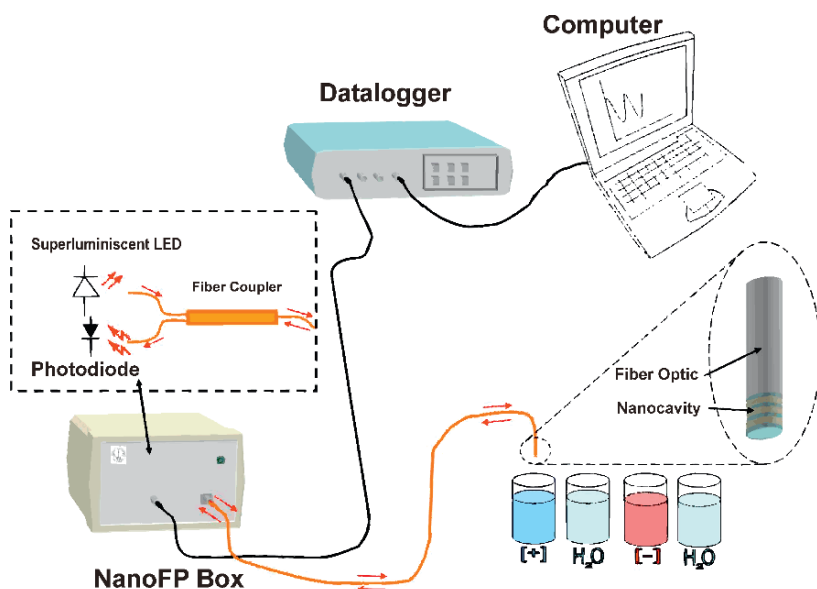 Computer
Datalogger
Superluminiscent LED
Fiber Coupler
Photodiode
Fiber Optic
Nanocavity
[+] H₂O [−] H₂O
NanoFP Box